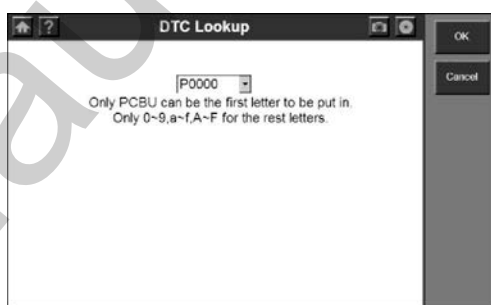 DTC Lookup
OK
Cancel
P0000
Only PCBU can be the first letter to be put in.
Only 0~9,a~f,A~F for the rest letters.